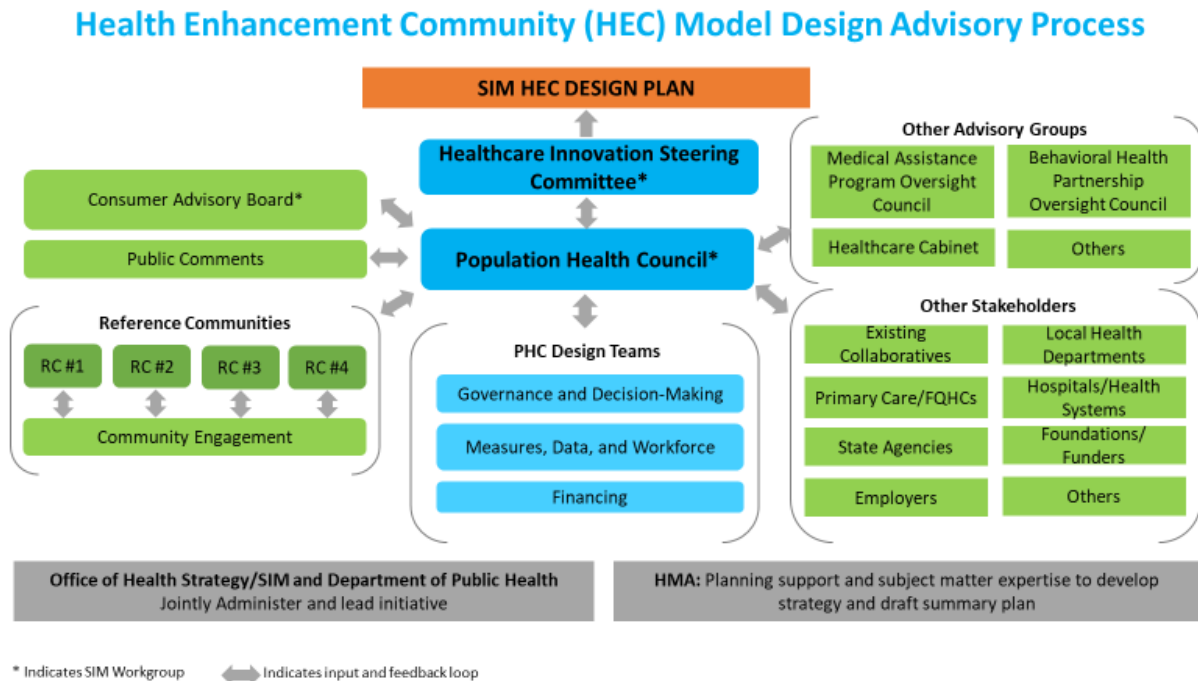 Health Enhancement Community (HEC) Model Design Advisory Process
SIM HEC DESIGN PLAN
Healthcare Innovation Steering
Committee*
Population Health Council*
Consumer Advisory Board*
Public Comments
Reference Communities
RC #1
RC #2
RC #3
RC #4
Community Engagement
PHC Design Teams
Governance and Decision-Making
Measures, Data, and Workforce
Financing
Other Advisory Groups
Medical Assistance
Program Oversight
Council
Behavioral Health
Partnership
Oversight Council
Healthcare Cabinet
Others
Other Stakeholders
Existing
Collaboratives
Local Health
Departments
Primary Care/FQHCs
Hospitals/Health
Systems
State Agencies
Foundations/
Funders
Employers
Others
Office of Health Strategy/SIM and Department of Public Health
Jointly Administer and lead initiative
HMA: Planning support and subject matter expertise to develop
strategy and draft summary plan
* Indicates SIM Workgroup
Indicates input and feedback loop